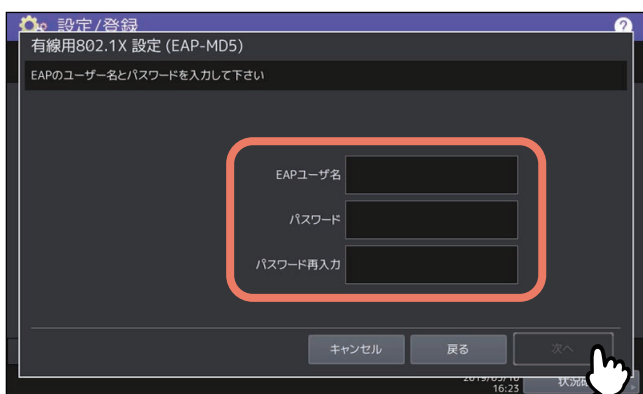 設定/登録
?
有線用802.1X 設定 (EAP-MD5)
EAPのユーザー名とパスワードを入力して下さい
EAPユーザ名
パスワード
パスワード再入力
キャンセル
戻る
次へ
16:23